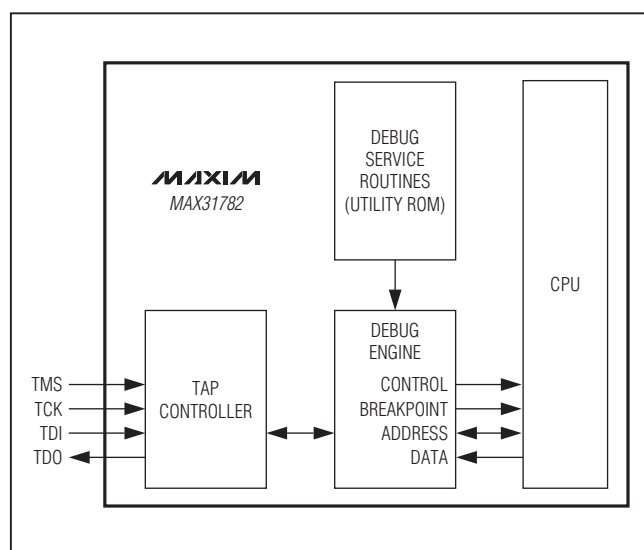 DEBUG
SERVICE
ROUTINES
(UTILITY ROM)
MAXIM
MAX31782
CPU
DEBUG
ENGINE
TMS
TCK
TDI
TDO
TAP
CONTROLLER
CONTROL
BREAKPOINT
ADDRESS
DATA